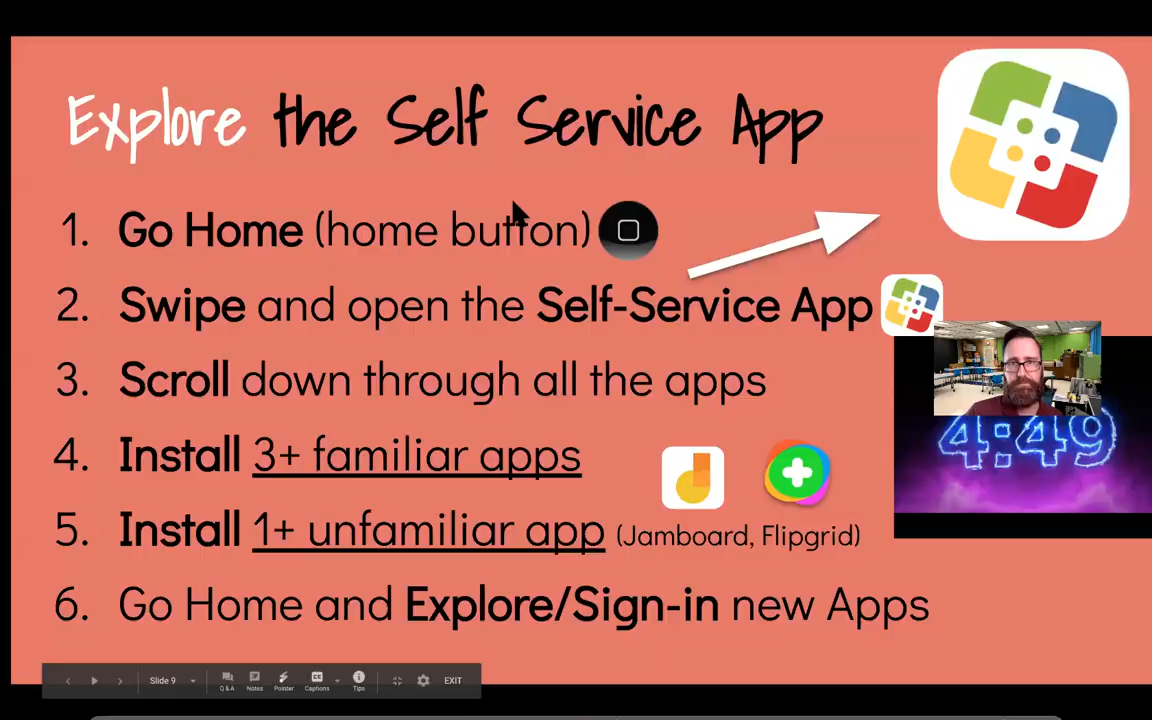 Explore the Self Service App
1. Go Home (home button)
2. Swipe and open the Self-Service App
3. Scroll down through all the apps
4. Install 3+ familiar apps
5. Install 1+ unfamiliar app (Jamboard, Flipgrid)
6. Go Home and Explore/Sign-in new Apps
4:49
Slide 9 Q & A Notes Pointer Captions Tips EXIT